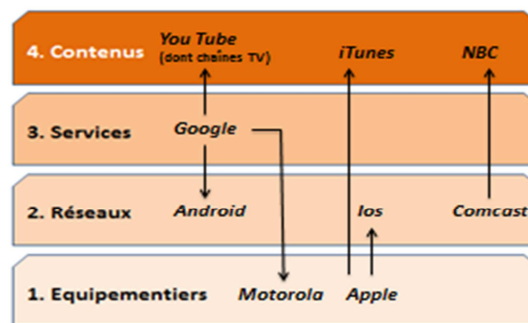 4. Contenus You Tube iTunes NBC
(dont chaînes TV)
3. Services Google
2. Réseaux Android Ios Comcast
1. Equipementiers Motorola Apple